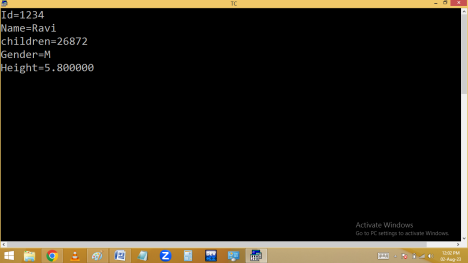 TC
Id=1234
Name=Ravi
children=26872
Gender=M
Height=5.800000
Activate Windows
Go to PC settings to activate Windows.